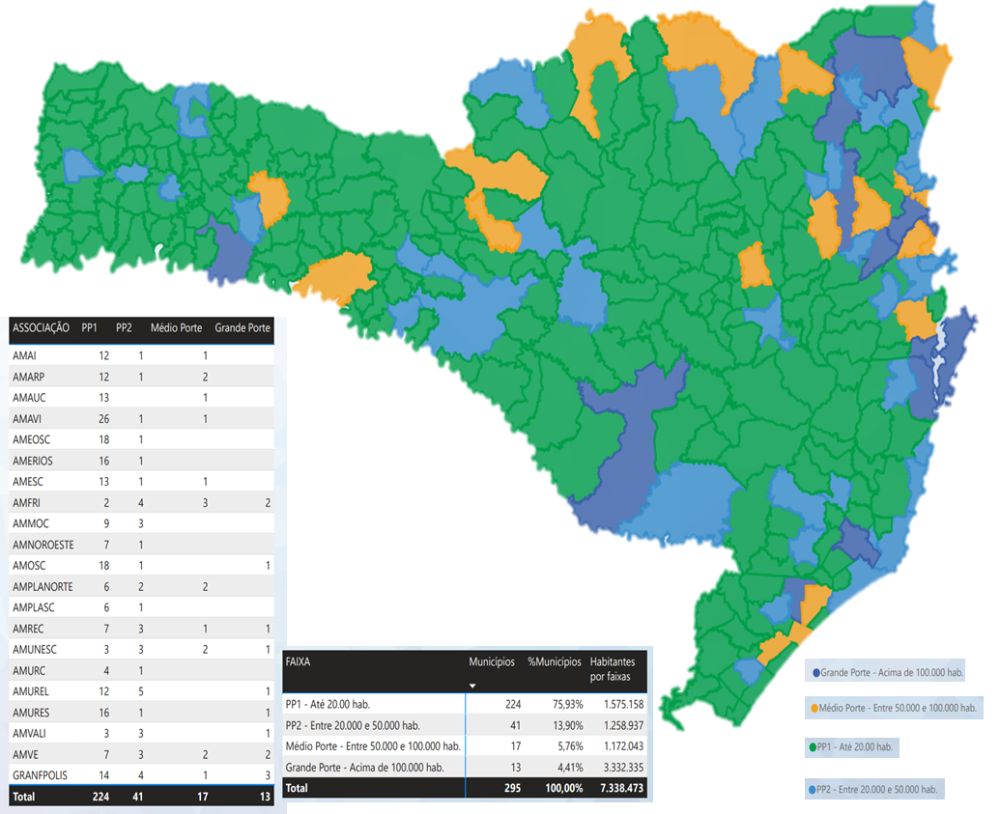 ASSOCIAÇÃO PP1 PP2 Médio Porte Grande Porte
AMAI 12 1 1
AMARP 12 1 2
AMAUC 13 1
AMAVI 26 1 1
AMEOSC 18 1
AMERIOS 16 1
AMESC 13 1 1
AMFRI 2 4 3 2
AMMOC 9 3
AMNOROESTE 7 1
AMOSC 18 1 1
AMPLANORTE 6 2 2
AMPLASC 6 1
AMREC 7 3 1 1
AMUNESC 3 3 2 1
AMURC 4 1
AMUREL 12 5 1
AMURES 16 1 1
AMVALI 3 3 1
AMVE 7 3 2 2
GRANFPOLIS 14 4 1 3
Total 224 41 17 13
FAIXA Municípios %Municípios Habitantes
por faixas
PP1 - Até 20.00 hab. 224 75,93% 1.575.158
PP2 - Entre 20.000 e 50.000 hab. 41 13,90% 1.258.937
Médio Porte - Entre 50.000 e 100.000 hab. 17 5,76% 1.172.043
Grande Porte - Acima de 100.000 hab. 13 4,41% 3.332.335
Total 295 100,00% 7.338.473
Grande Porte - Acima de 100.000 hab.
Médio Porte - Entre 50.000 e 100.000 hab.
PP1 - Até 20.00 hab.
PP2 - Entre 20.000 e 50.000 hab.